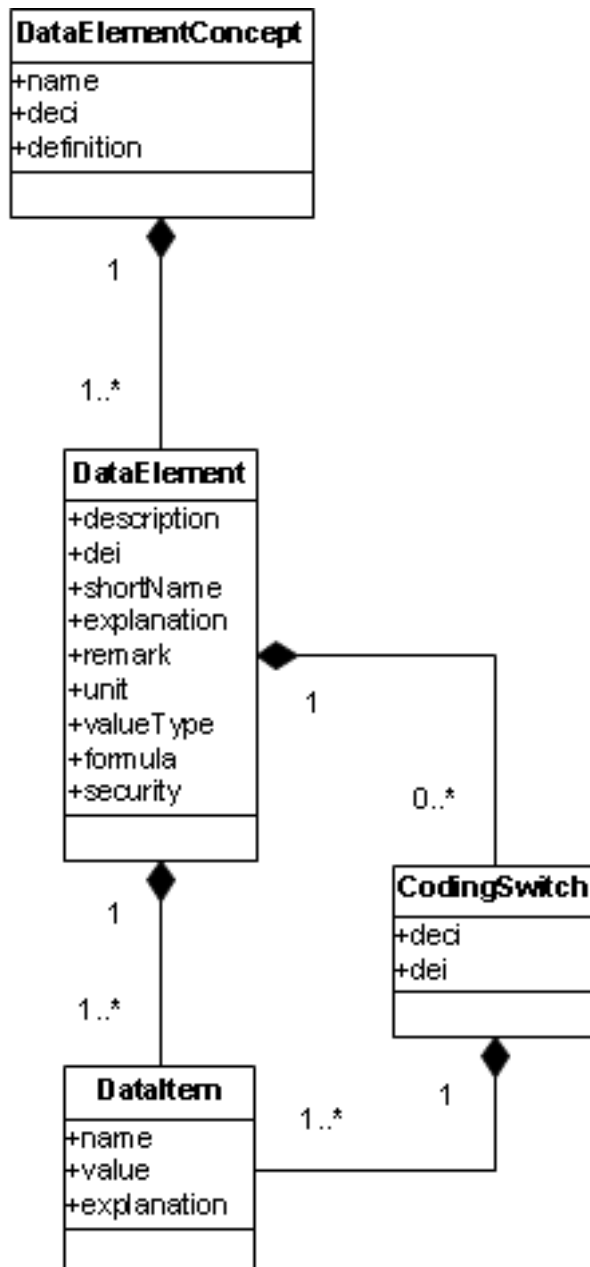 DataElementConcept
+name
+deci
+definition
1
1..*
DataElement
+description
+dei
+shortName
+explanation
+remark
+unit
+valueType
+formula
+security
1
0..*
CodingSwitch
+deci
+dei
1
1..*
DataItem
+name
+value
+explanation
1
1..*